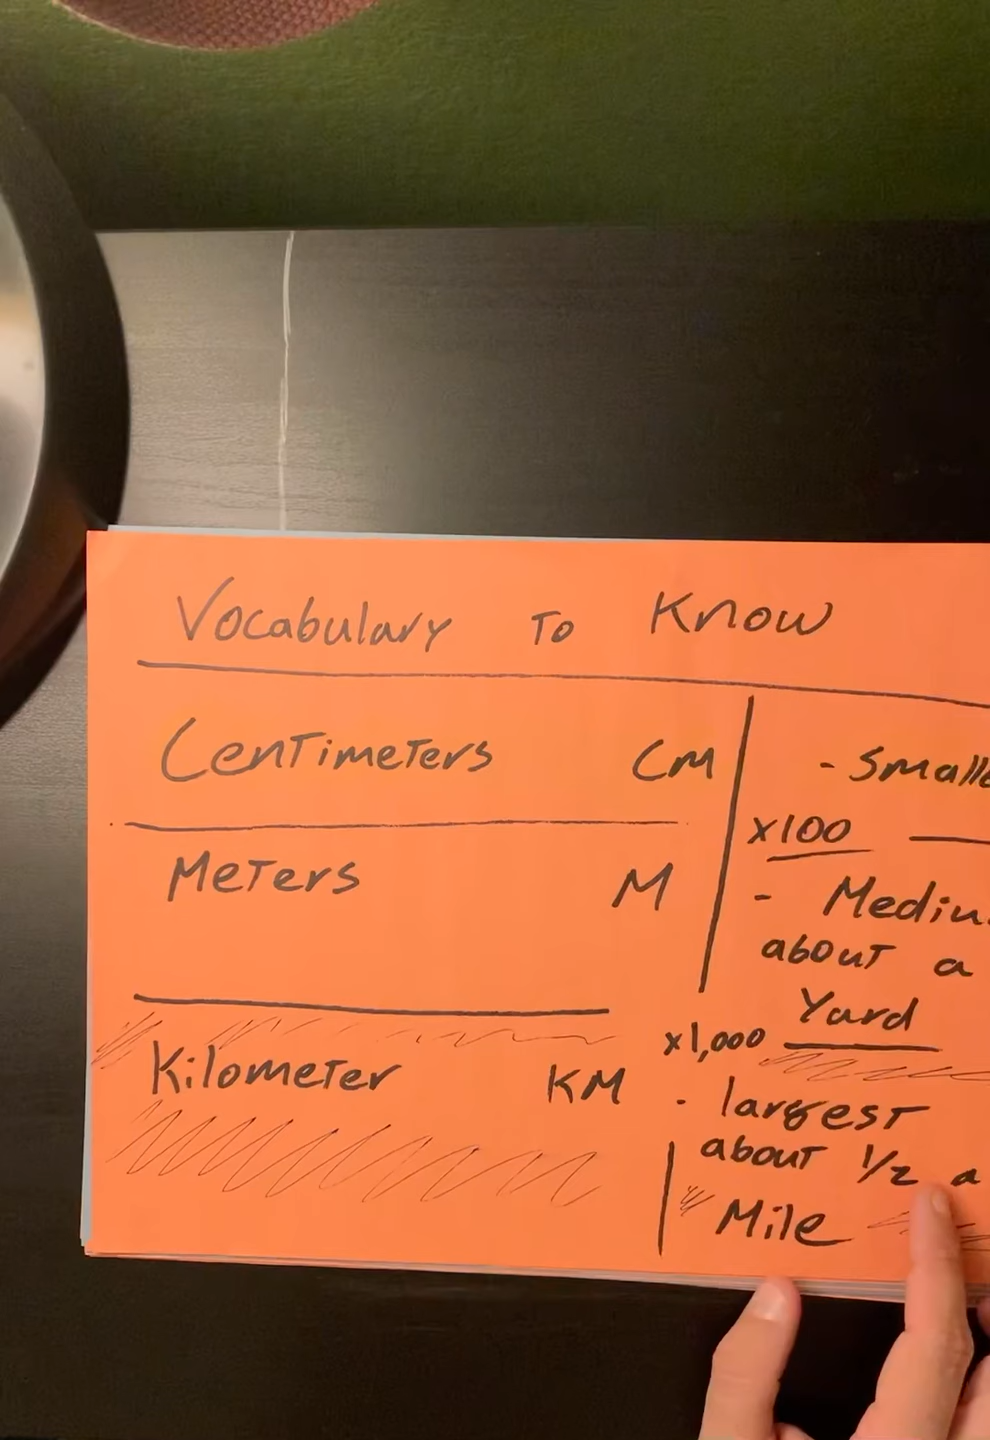 Vocabulary To Know
Centimeters CM
- Smalle
x100
Meters M
- Mediu
about a
Yard
x1,000
Kilometer KM
- largest
about 1/2 a
Mile